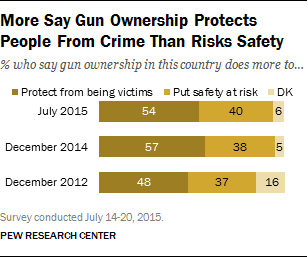 More Say Gun Ownership Protects
People From Crime Than Risks Safety
% who say gun ownership in this country does more to...
Protect from being victims Put safety at risk DK
July 2015 54 40 6
December 2014 57 38 5
December 2012 48 37 16
Survey conducted July 14-20, 2015.
PEW RESEARCH CENTER